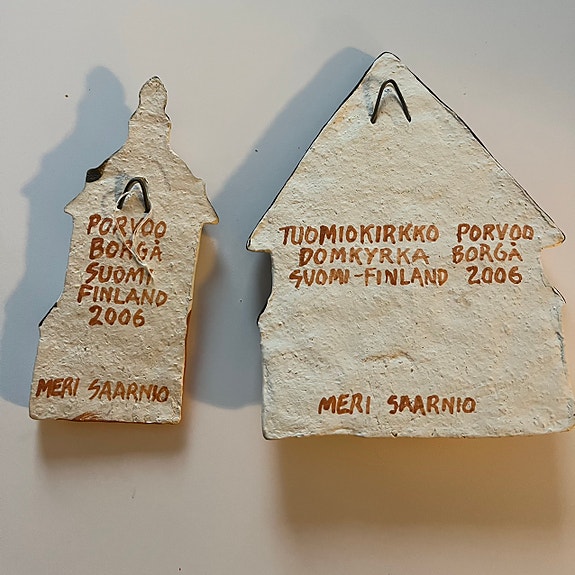 PORVOO
BORGÅ
SUOMI
FINLAND
2006
MERI SAARNIO
TUOMIOKIRKKO PORVOO
DOMKYRKA BORGÅ
SUOMI-FINLAND 2006
MERI SAARNIO